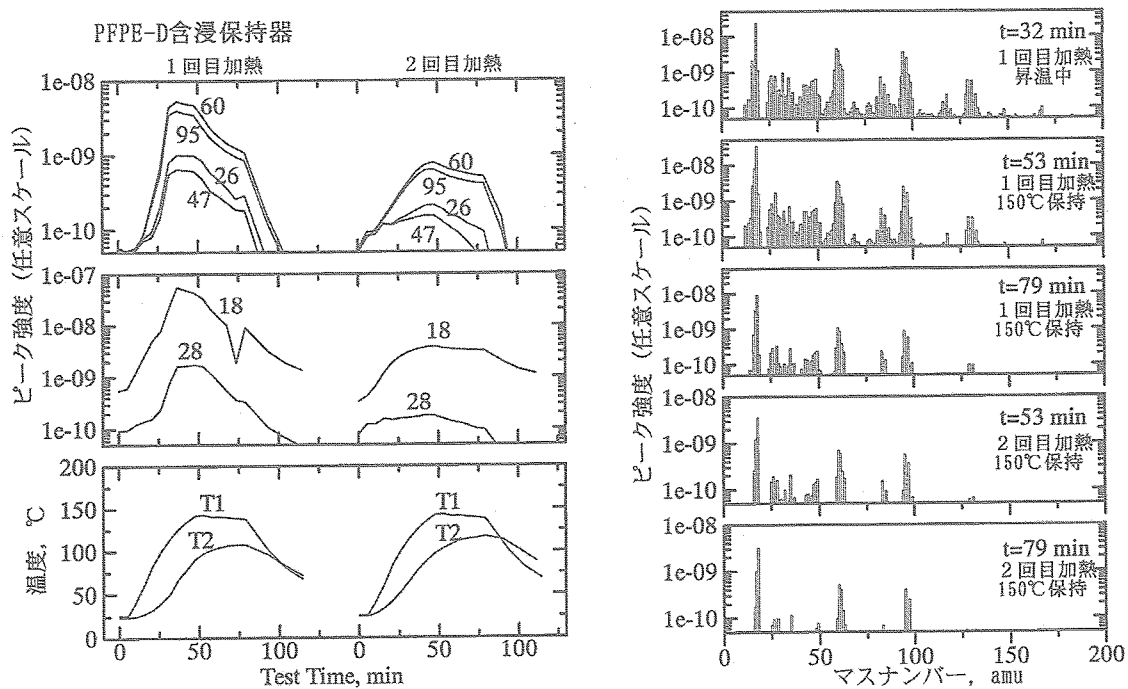 PFPE-D含浸保持器
1回目加熱
2回目加熱
ピーク強度 (任意スケール)
1e-08
1e-09
1e-10
60
95
26
47
60
95
26
47
1e-07
1e-08
1e-09
1e-10
18
28
18
28
温度, ℃
200
150
100
50
0
T1
T2
T1
T2
0
50
100
0
50
100
Test Time, min
ピーク強度 (任意スケール)
1e-08
1e-09
1e-10
t=32 min
1回目加熱
昇温中
1e-08
1e-09
1e-10
t=53 min
1回目加熱
150℃保持
1e-08
1e-09
1e-10
t=79 min
1回目加熱
150℃保持
1e-08
1e-09
1e-10
t=53 min
2回目加熱
150℃保持
1e-08
1e-09
1e-10
t=79 min
2回目加熱
150℃保持
0
50
100
150
200
マスナンバー, amu